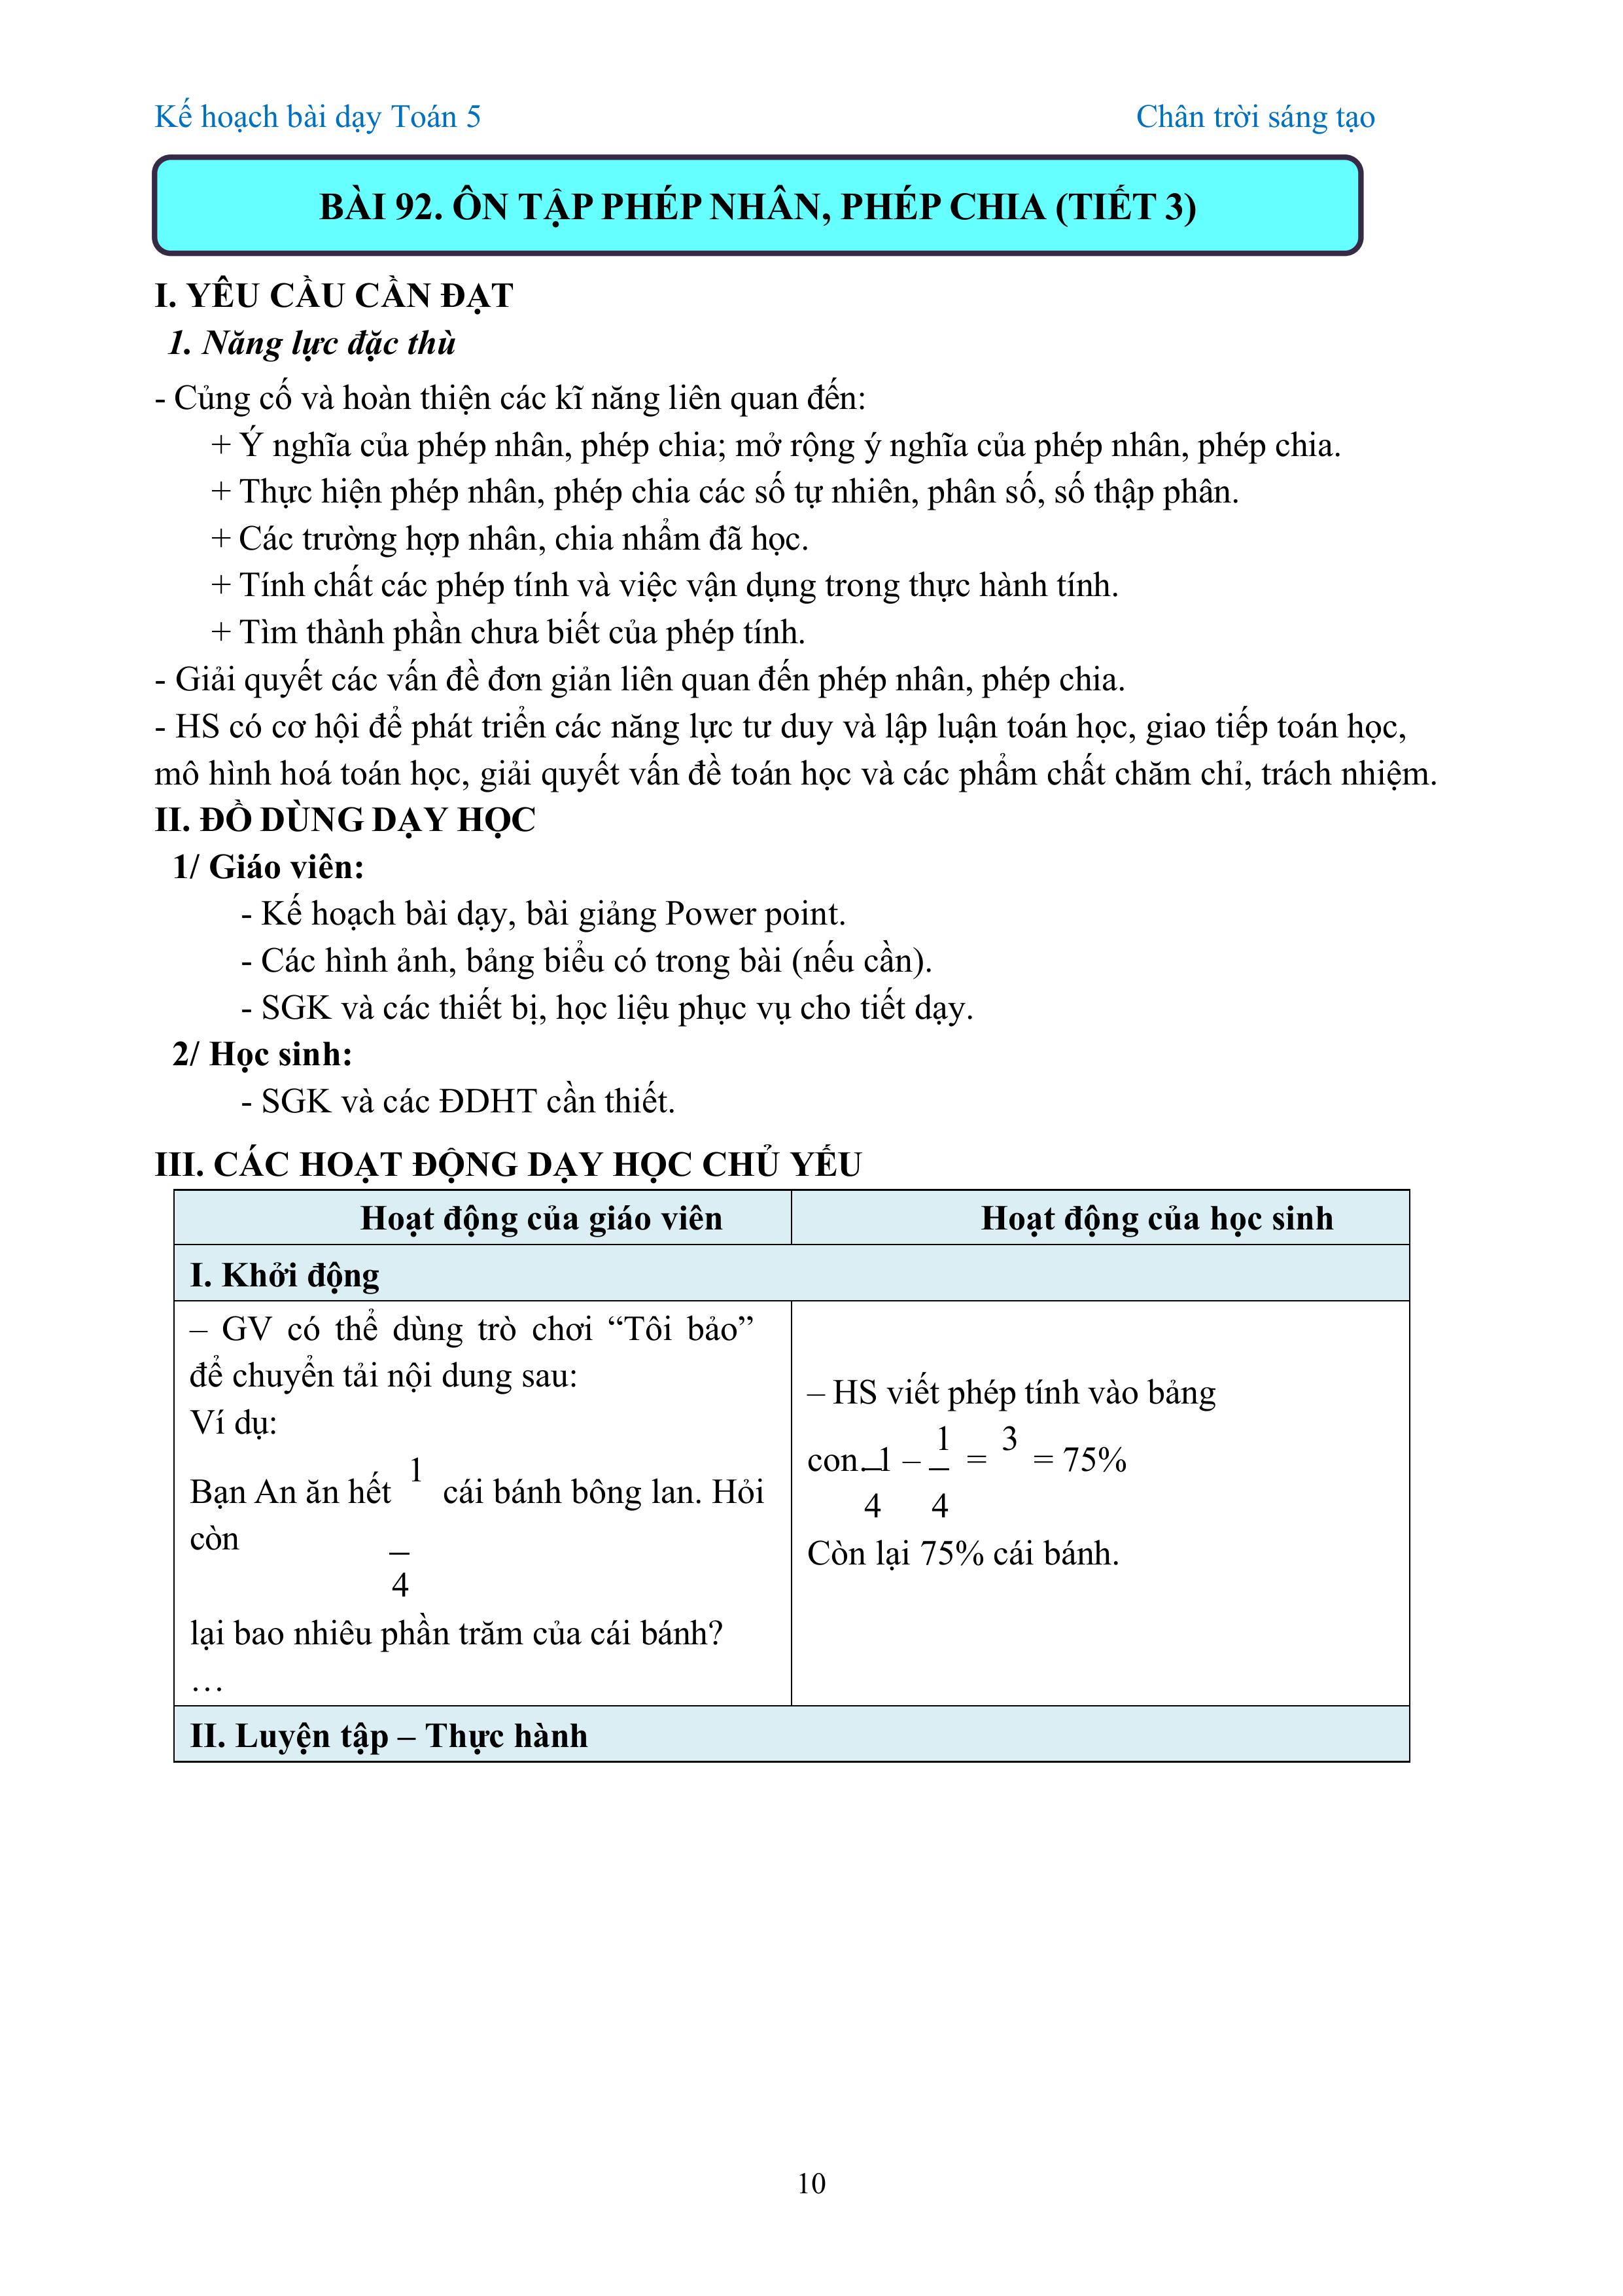 Kế hoạch bài dạy Toán 5 Chân trời sáng tạo
BÀI 92. ÔN TẬP PHÉP NHÂN, PHÉP CHIA (TIẾT 3)
I. YÊU CẦU CẦN ĐẠT
1. Năng lực đặc thù
- Củng cố và hoàn thiện các kĩ năng liên quan đến:
+ Ý nghĩa của phép nhân, phép chia; mở rộng ý nghĩa của phép nhân, phép chia.
+ Thực hiện phép nhân, phép chia các số tự nhiên, phân số, số thập phân.
+ Các trường hợp nhân, chia nhẩm đã học.
+ Tính chất các phép tính và việc vận dụng trong thực hành tính.
+ Tìm thành phần chưa biết của phép tính.
- Giải quyết các vấn đề đơn giản liên quan đến phép nhân, phép chia.
- HS có cơ hội để phát triển các năng lực tư duy và lập luận toán học, giao tiếp toán học,
mô hình hoá toán học, giải quyết vấn đề toán học và các phẩm chất chăm chỉ, trách nhiệm.
II. ĐỒ DÙNG DẠY HỌC
1/ Giáo viên:
- Kế hoạch bài dạy, bài giảng Power point.
- Các hình ảnh, bảng biểu có trong bài (nếu cần).
- SGK và các thiết bị, học liệu phục vụ cho tiết dạy.
2/ Học sinh:
- SGK và các ĐDHT cần thiết.
III. CÁC HOẠT ĐỘNG DẠY HỌC CHỦ YẾU
Hoạt động của giáo viên Hoạt động của học sinh
I. Khởi động
– GV có thể dùng trò chơi “Tôi bảo”
để chuyển tải nội dung sau:
Ví dụ:
1
Bạn An ăn hết cái bánh bông lan. Hỏi
còn
4
lại bao nhiêu phần trăm của cái bánh?
…
– HS viết phép tính vào bảng
1 3
con. 1 – = = 75%
4 4
Còn lại 75% cái bánh.
II. Luyện tập – Thực hành
10